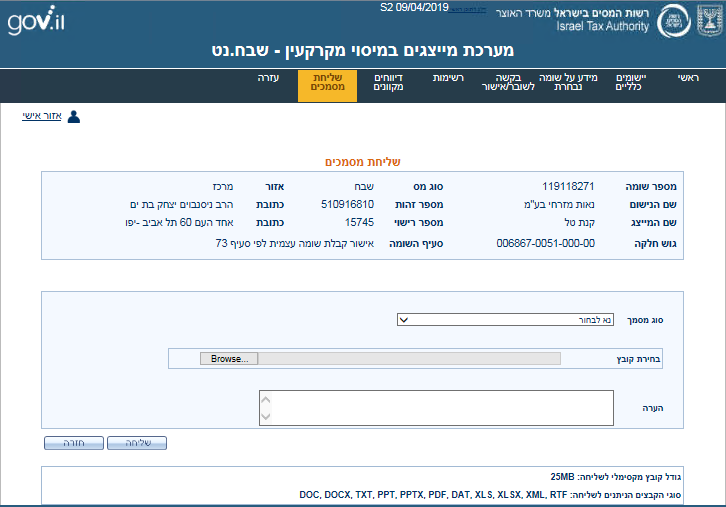 gov.il
S2 09/04/2019
רשות המסים בישראל משרד האוצר
Israel Tax Authority
מערכת מייצגים במיסוי מקרקעין - שבח.נט
ראשי
יישומים כלליים
מידע על שומה נבחרת
בקשה לשובר/אישור
רשימות
דיווחים מקוונים
שליחת מסמכים
עזרה
אזור אישי
שליחת מסמכים
מספר שומה 119118271 סוג מס שבח אזור מרכז
שם הנישום נאות מזרחי בע"מ מספר זהות 510916810 כתובת הרב ניסנבוים יצחק בת ים
שם המייצג קנת טל מספר רישוי 15745 כתובת אחד העם 60 תל אביב -יפו
גוש חלקה 006867-0051-000-00 סעיף השומה אישור קבלת שומה עצמית לפי סעיף 73
סוג מסמך נא לבחור
בחירת קובץ Browse...
הערה
שליחה חזרה
גודל קובץ מקסימלי לשליחה: 25MB
סוגי הקבצים הניתנים לשליחה: DOC, DOCX, TXT, PPT, PPTX, PDF, DAT, XLS, XLSX, XML, RTF